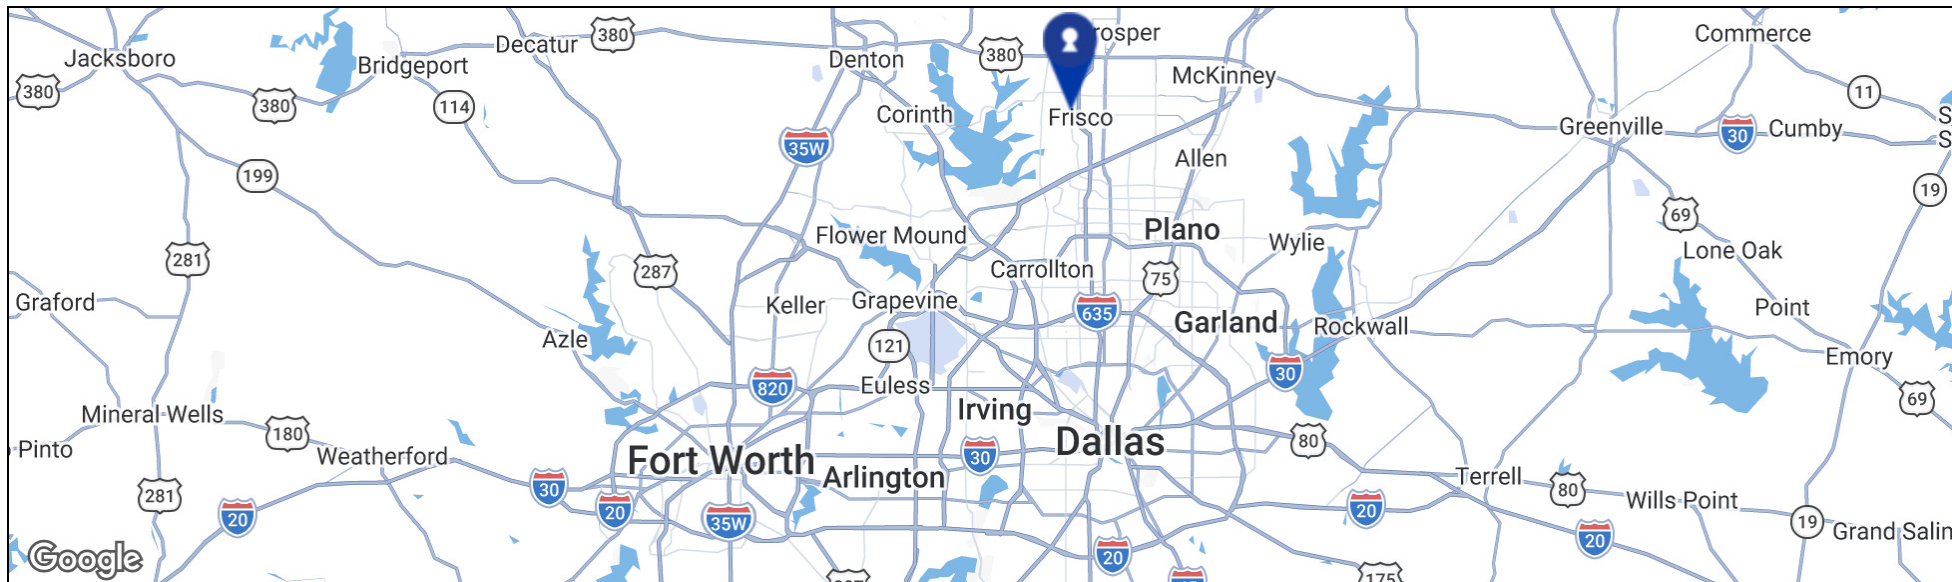 Jacksboro
Bridgeport
Decatur
380
Denton
380
rosper
McKinney
Commerce
380
380
114
Corinth
Frisco
11
Greenville
30
Cumby
S
S
35W
Allen
199
19
69
281
287
Flower Mound
Plano
Wylie
Lone Oak
Carrollton
75
Graford
Keller
Grapevine
635
Garland
Rockwall
Point
Azle
121
Emory
820
Euless
30
69
Mineral Wells
180
Irving
Dallas
80
Pinto
Weatherford
Fort Worth
30
Arlington
Terrell
80
281
30
20
Wills Point
20
35W
20
19
Grand Salin
20
20
Google
175